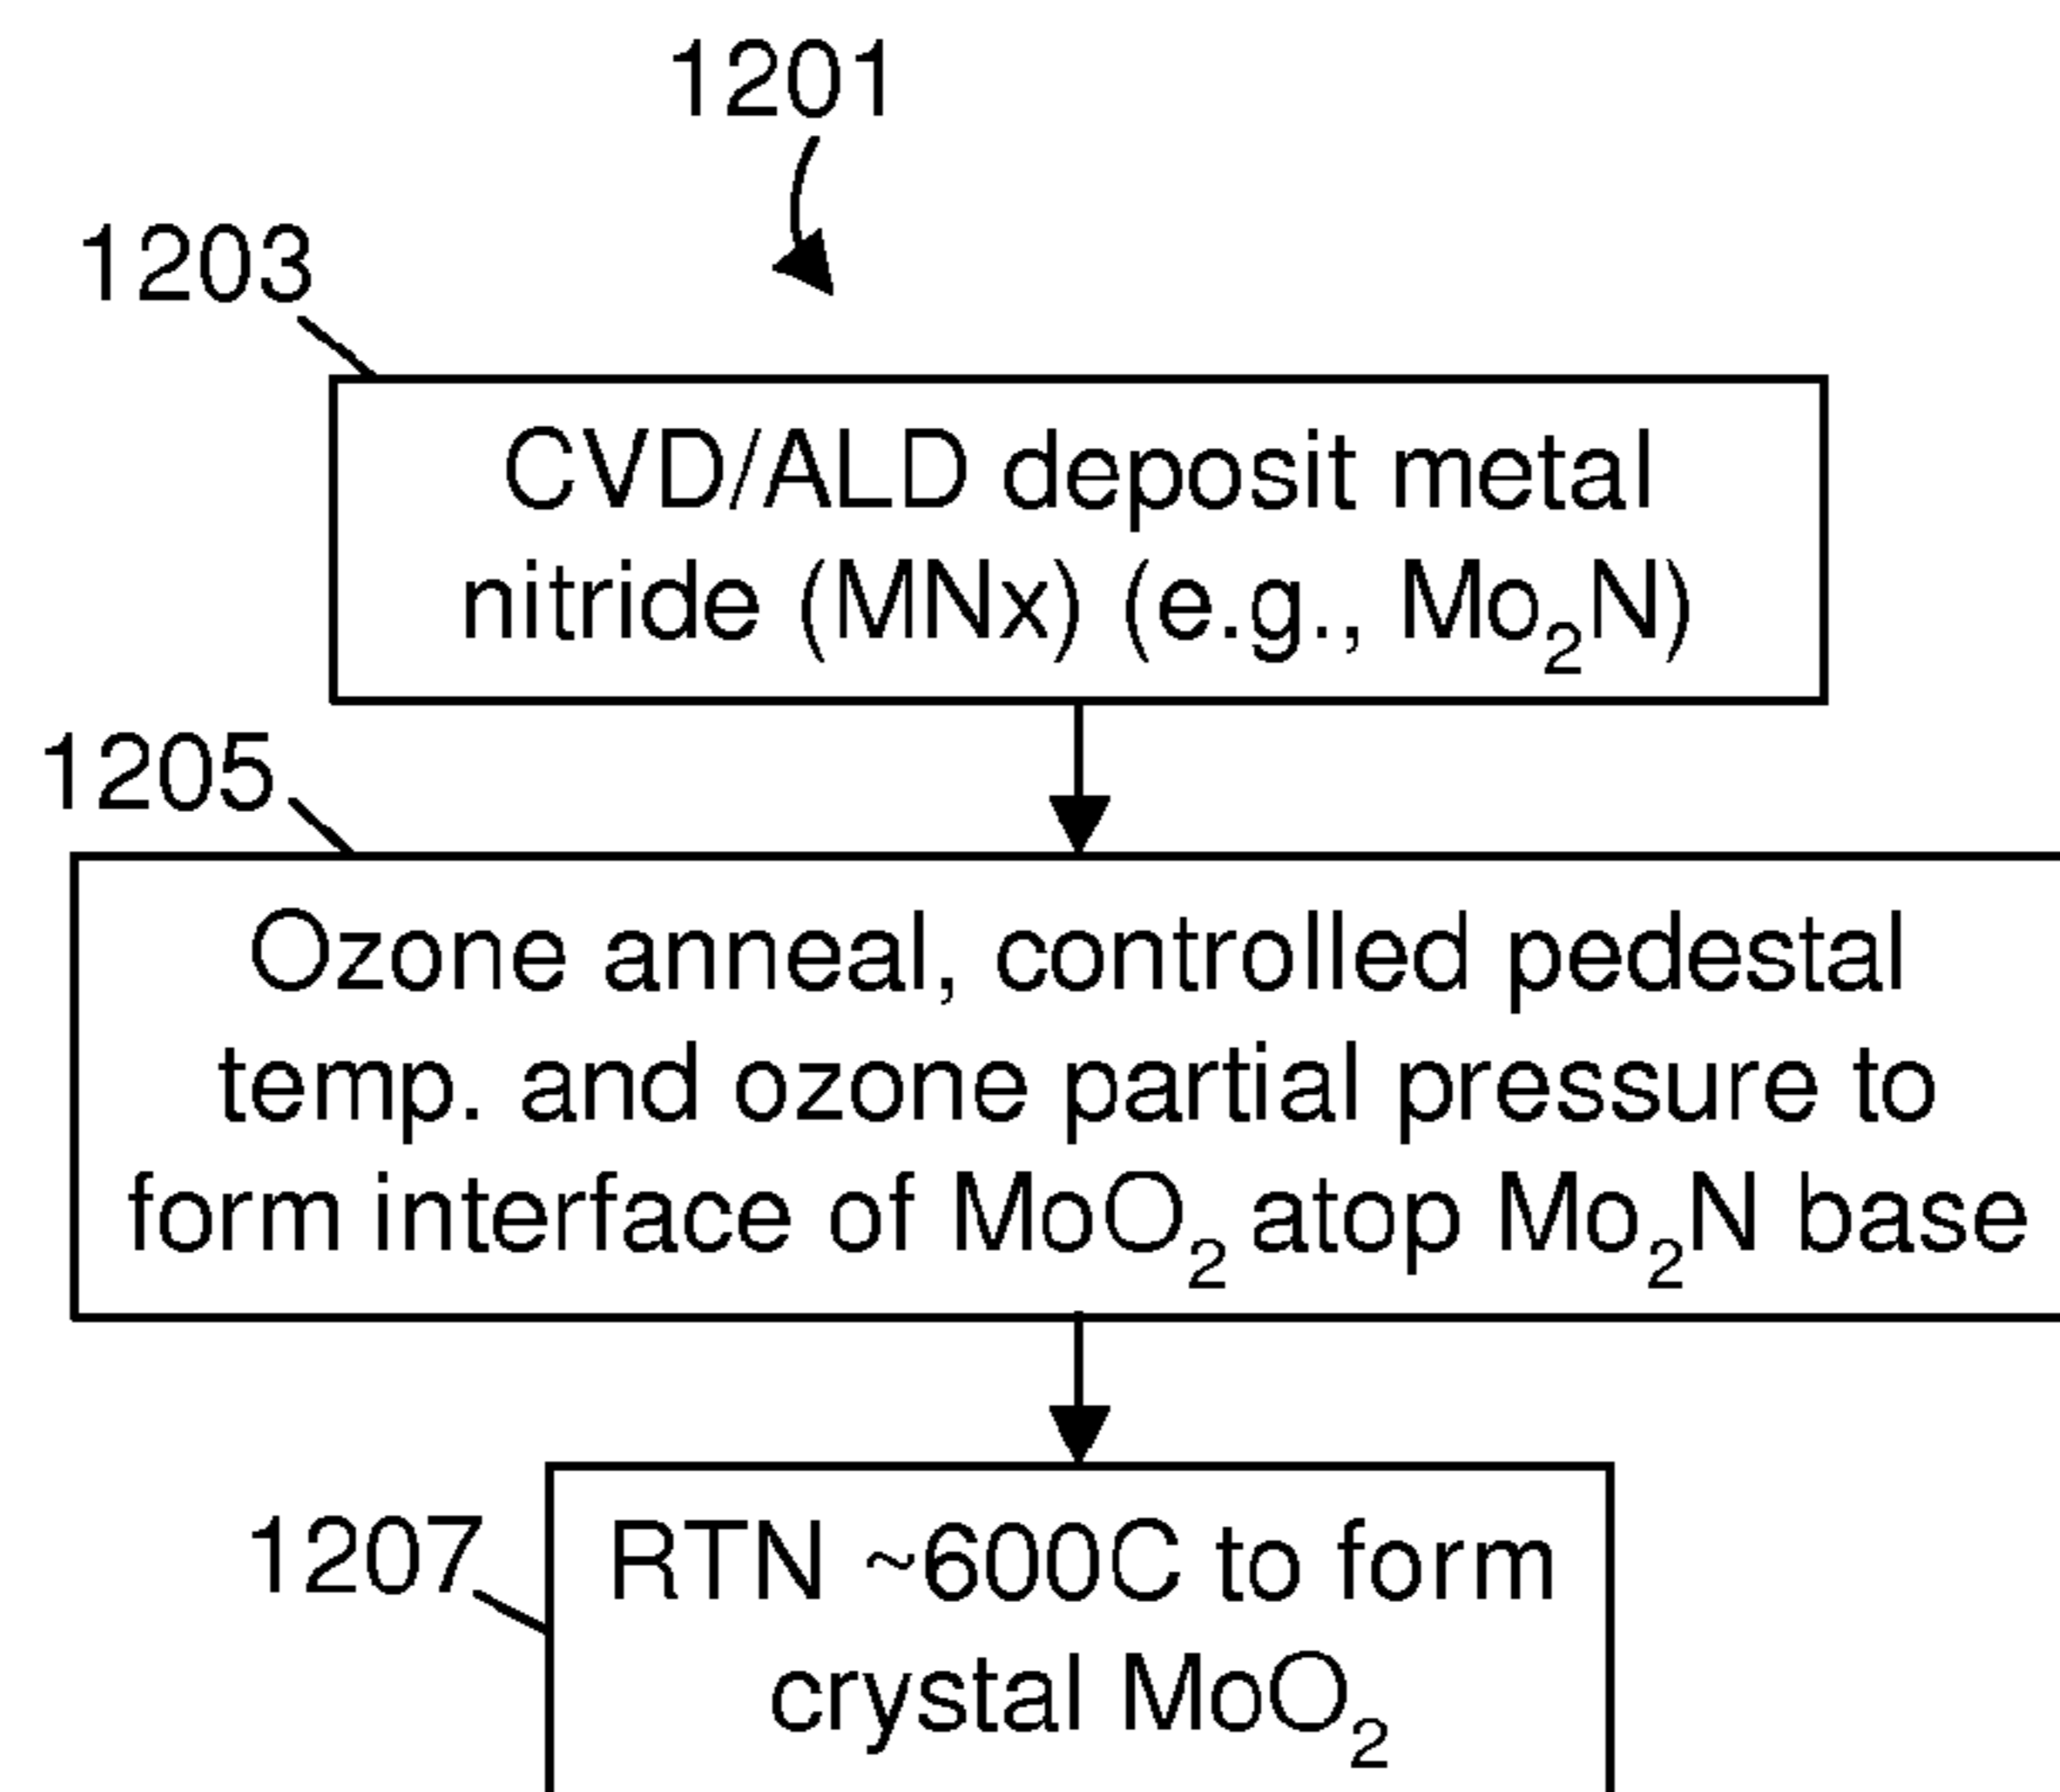 1201
1203
CVD/ALD deposit metal
nitride (MNx) (e.g., Mo₂N)
1205
Ozone anneal, controlled pedestal
temp. and ozone partial pressure to
form interface of MoO₂ atop Mo₂N base
1207
RTN ~600C to form
crystal MoO₂